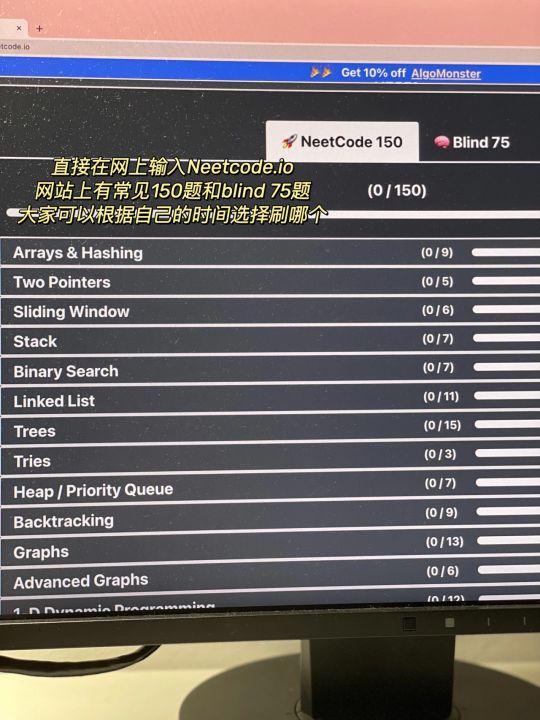 tcode.io
Get 10% off AlgoMonster
🚀 NeetCode 150
🧠 Blind 75
直接在网上输入Neetcode.io
网站上有常见150题和blind 75题
(0 / 150)
大家可以根据自己的时间选择刷哪个
Arrays & Hashing (0 / 9)
Two Pointers (0 / 5)
Sliding Window (0 / 6)
Stack (0 / 7)
Binary Search (0 / 7)
Linked List (0 / 11)
Trees (0 / 15)
Tries (0 / 3)
Heap / Priority Queue (0 / 7)
Backtracking (0 / 9)
Graphs (0 / 13)
Advanced Graphs (0 / 6)
1-D Dynamic Programming (0 / 12)